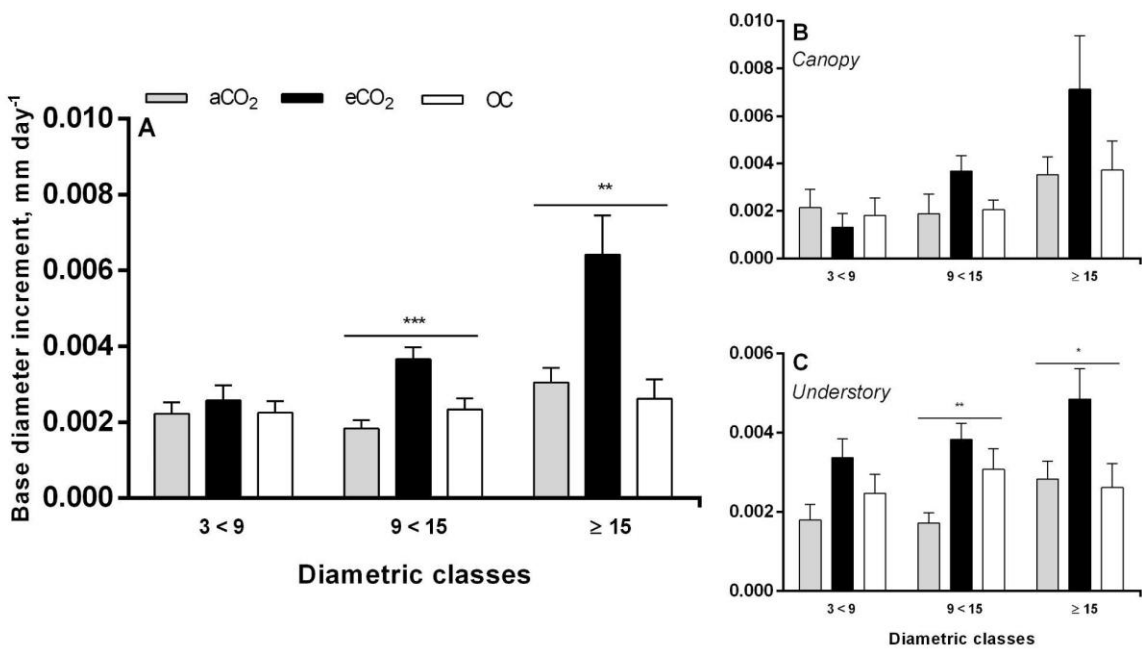 aCO₂ eCO₂ OC
A
Base diameter increment, mm day⁻¹
0.010
0.008
0.006
0.004
0.002
0.000
**
***
3 < 9 9 < 15 ≥ 15
Diametric classes
B
Canopy
0.010
0.008
0.006
0.004
0.002
0.000
3 < 9 9 < 15 ≥ 15
C
Understory
0.006
0.004
0.002
0.000
*
**
3 < 9 9 < 15 ≥ 15
Diametric classes